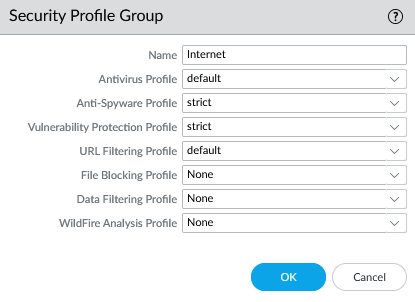 Security Profile Group ?
Name Internet
Antivirus Profile default
Anti-Spyware Profile strict
Vulnerability Protection Profile strict
URL Filtering Profile default
File Blocking Profile None
Data Filtering Profile None
WildFire Analysis Profile None
OK Cancel